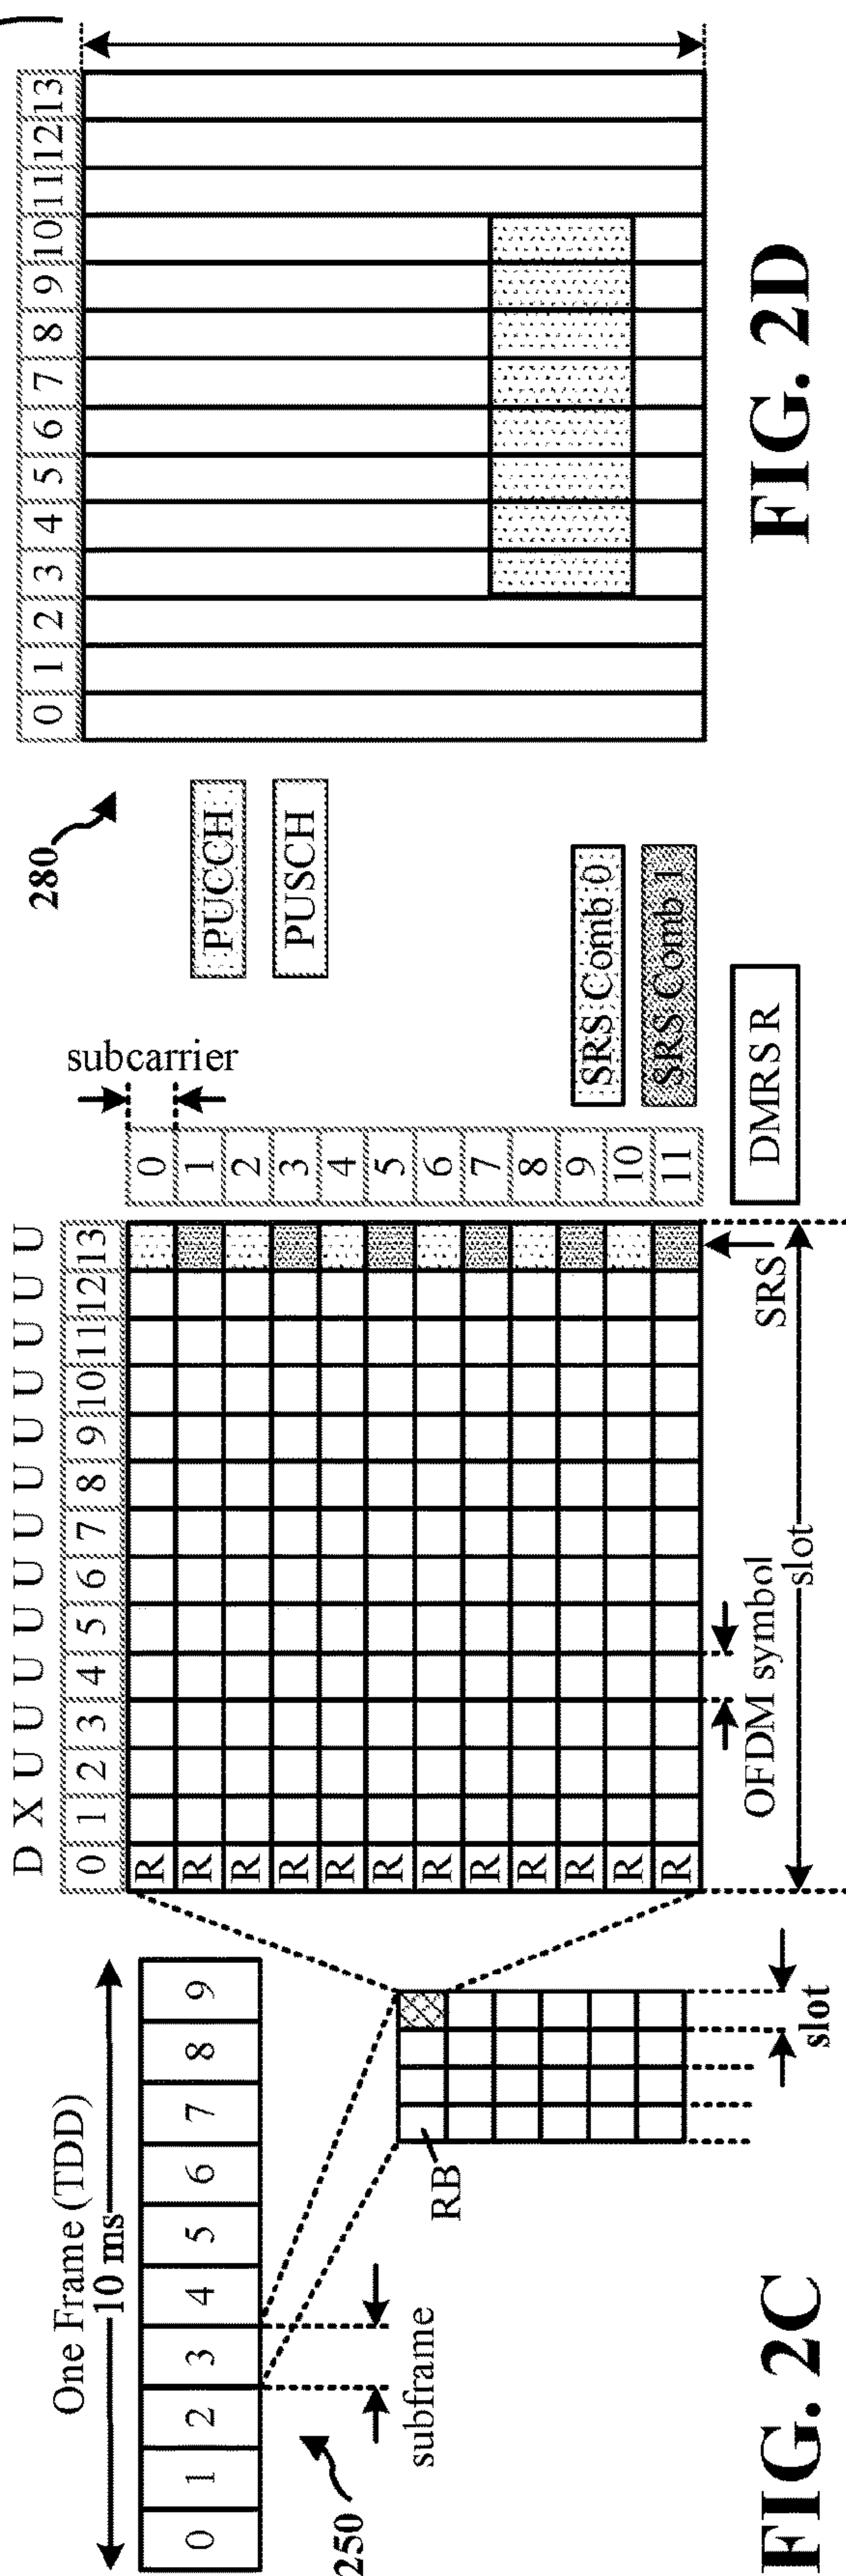 One Frame (TDD)
10 ms
0 1 2 3 4 5 6 7 8 9
250
subframe
RB
slot
D X U U U U U U U U U U U U
0 1 2 3 4 5 6 7 8 9 10 11 12 13
R
R
R
R
R
R
R
R
R
R
R
R
subcarrier
0
1
2
3
4
5
6
7
8
9
10
11
OFDM symbol
slot
SRS
SRS Comb 0
SRS Comb 1
DMRS R
FIG. 2C
280
PUCCH
PUSCH
0 1 2 3 4 5 6 7 8 9 10 11 12 13
FIG. 2D